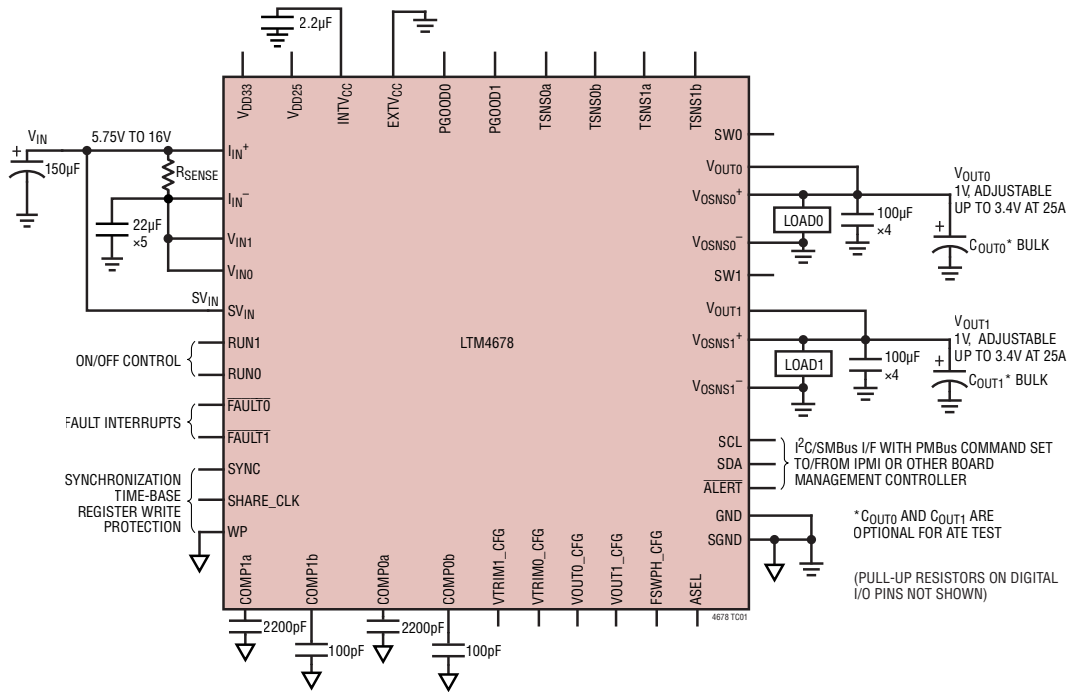 2.2µF
VDD33
VDD25
INTVCC
EXTVCC
PGOOD0
PGOOD1
TSNS0a
TSNS0b
TSNS1a
TSNS1b
VIN
5.75V TO 16V
+
150µF
IIN+
RSENSE
IIN–
22µF
×5
VIN1
VIN0
SVIN
SVIN
ON/OFF CONTROL
RUN1
RUN0
FAULT INTERRUPTS
FAULT0
FAULT1
SYNCHRONIZATION
TIME-BASE
REGISTER WRITE
PROTECTION
SYNC
SHARE_CLK
WP
LTM4678
SW0
VOUT0
VOSNS0+
VOSNS0–
LOAD0
100µF
×4
VOUT0
1V, ADJUSTABLE
UP TO 3.4V AT 25A
+
COUT0* BULK
SW1
VOUT1
VOSNS1+
VOSNS1–
LOAD1
100µF
×4
VOUT1
1V, ADJUSTABLE
UP TO 3.4V AT 25A
+
COUT1* BULK
SCL
SDA
ALERT
I2C/SMBus I/F WITH PMBus COMMAND SET
TO/FROM IPMI OR OTHER BOARD
MANAGEMENT CONTROLLER
GND
SGND
*COUT0 AND COUT1 ARE
OPTIONAL FOR ATE TEST
(PULL-UP RESISTORS ON DIGITAL
I/O PINS NOT SHOWN)
COMP1a
COMP1b
COMP0a
COMP0b
VTRIM1_CFG
VTRIM0_CFG
VOUT0_CFG
VOUT1_CFG
FSWPH_CFG
ASEL
4678 TC01
2200pF
100pF
2200pF
100pF